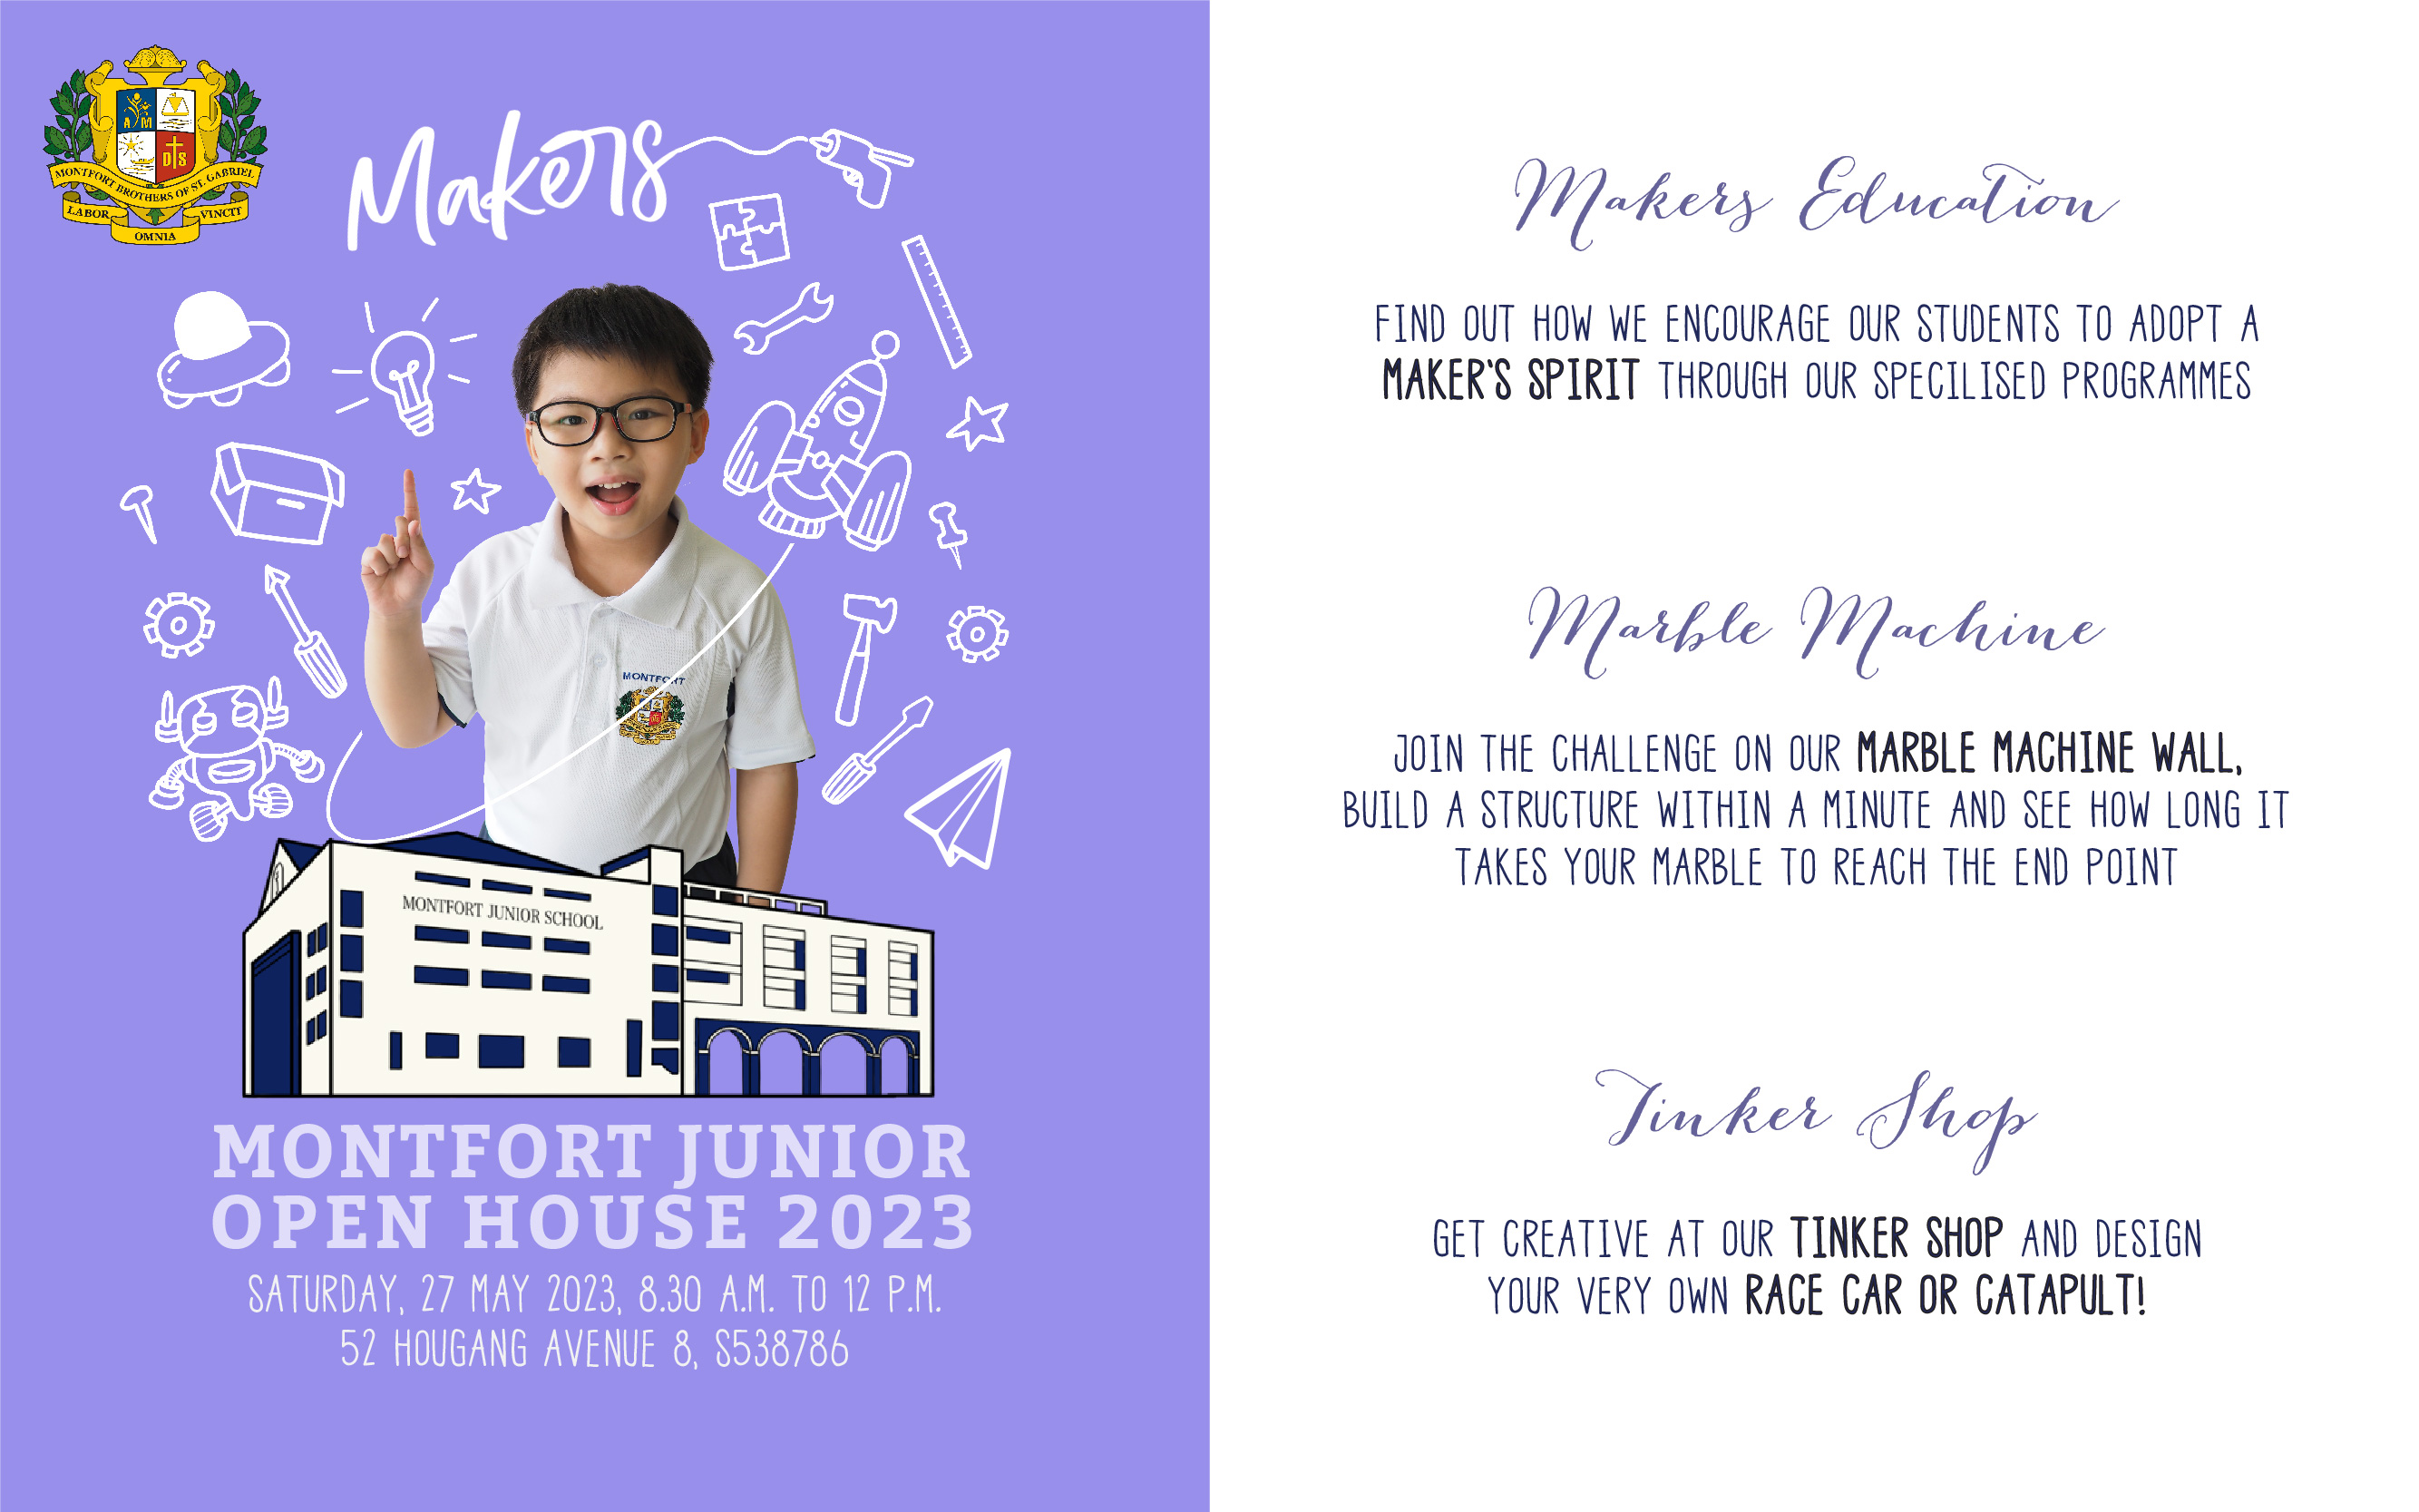 MONTFORT BROTHERS OF ST. GABRIEL
LABOR OMNIA VINCIT
A M
D S
Makers
MONTFORT
MONTFORT JUNIOR SCHOOL
MONTFORT JUNIOR
OPEN HOUSE 2023
SATURDAY, 27 MAY 2023, 8.30 A.M. TO 12 P.M.
52 HOUGANG AVENUE 8, S538786
Makers Education
FIND OUT HOW WE ENCOURAGE OUR STUDENTS TO ADOPT A
MAKER'S SPIRIT THROUGH OUR SPECILISED PROGRAMMES
Marble Machine
JOIN THE CHALLENGE ON OUR MARBLE MACHINE WALL,
BUILD A STRUCTURE WITHIN A MINUTE AND SEE HOW LONG IT
TAKES YOUR MARBLE TO REACH THE END POINT
Tinker Shop
GET CREATIVE AT OUR TINKER SHOP AND DESIGN
YOUR VERY OWN RACE CAR OR CATAPULT!